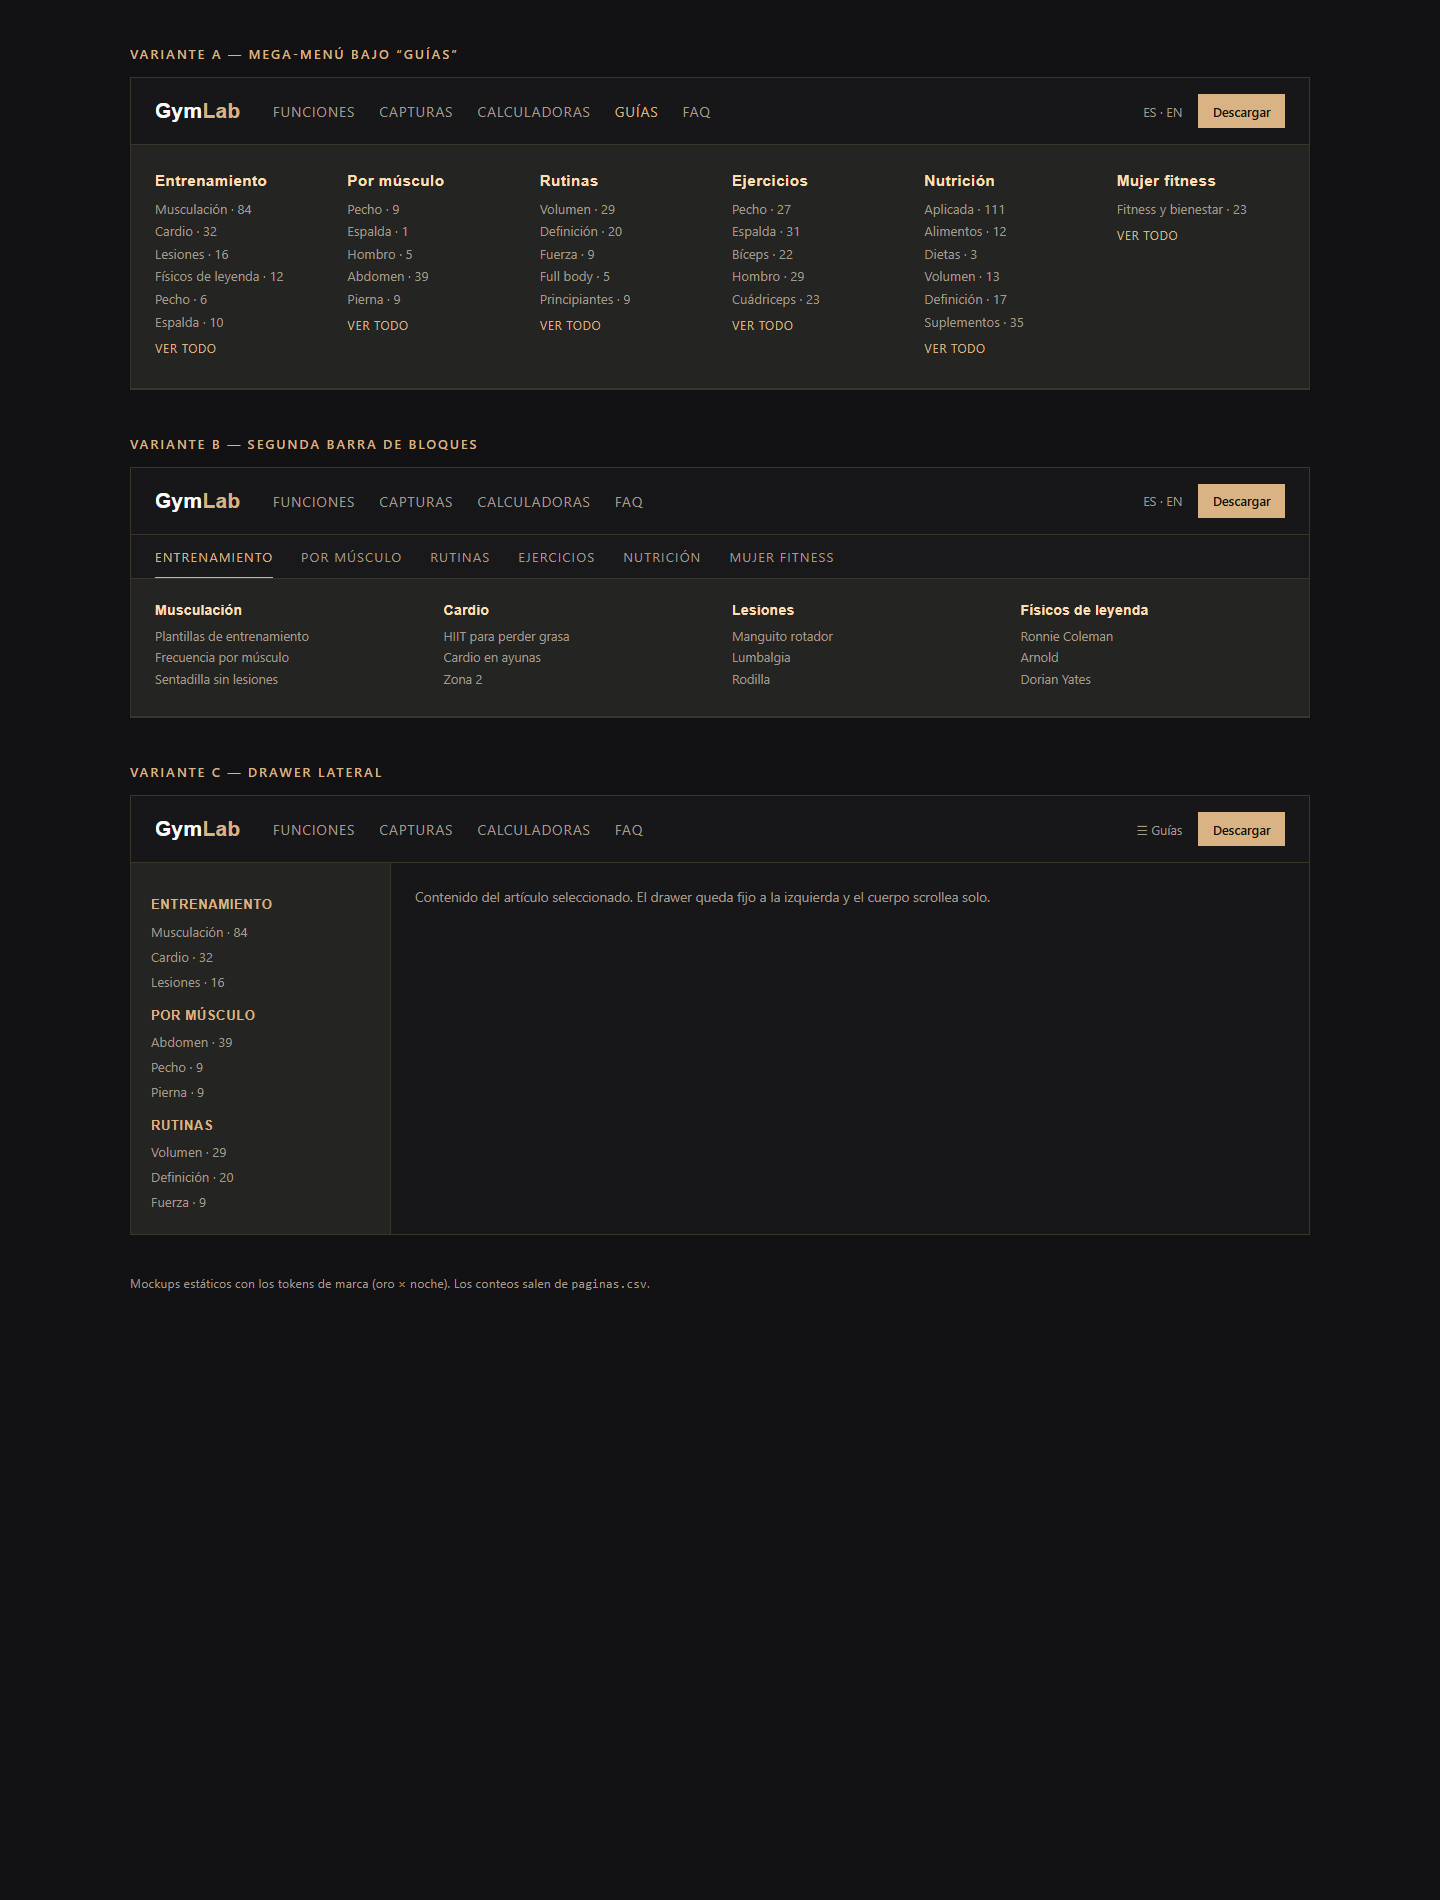 VARIANTE A — MEGA-MENÚ BAJO “GUÍAS”
GymLab FUNCIONES CAPTURAS CALCULADORAS GUÍAS FAQ ES · EN Descargar
Entrenamiento
Musculación · 84
Cardio · 32
Lesiones · 16
Físicos de leyenda · 12
Pecho · 6
Espalda · 10
VER TODO
Por músculo
Pecho · 9
Espalda · 1
Hombro · 5
Abdomen · 39
Pierna · 9
VER TODO
Rutinas
Volumen · 29
Definición · 20
Fuerza · 9
Full body · 5
Principiantes · 9
VER TODO
Ejercicios
Pecho · 27
Espalda · 31
Bíceps · 22
Hombro · 29
Cuádriceps · 23
VER TODO
Nutrición
Aplicada · 111
Alimentos · 12
Dietas · 3
Volumen · 13
Definición · 17
Suplementos · 35
VER TODO
Mujer fitness
Fitness y bienestar · 23
VER TODO
VARIANTE B — SEGUNDA BARRA DE BLOQUES
GymLab FUNCIONES CAPTURAS CALCULADORAS FAQ ES · EN Descargar
ENTRENAMIENTO POR MÚSCULO RUTINAS EJERCICIOS NUTRICIÓN MUJER FITNESS
Musculación
Plantillas de entrenamiento
Frecuencia por músculo
Sentadilla sin lesiones
Cardio
HIIT para perder grasa
Cardio en ayunas
Zona 2
Lesiones
Manguito rotador
Lumbalgia
Rodilla
Físicos de leyenda
Ronnie Coleman
Arnold
Dorian Yates
VARIANTE C — DRAWER LATERAL
GymLab FUNCIONES CAPTURAS CALCULADORAS FAQ ☰ Guías Descargar
ENTRENAMIENTO
Musculación · 84
Cardio · 32
Lesiones · 16
POR MÚSCULO
Abdomen · 39
Pecho · 9
Pierna · 9
RUTINAS
Volumen · 29
Definición · 20
Fuerza · 9
Contenido del artículo seleccionado. El drawer queda fijo a la izquierda y el cuerpo scrollea solo.
Mockups estáticos con los tokens de marca (oro × noche). Los conteos salen de paginas.csv.